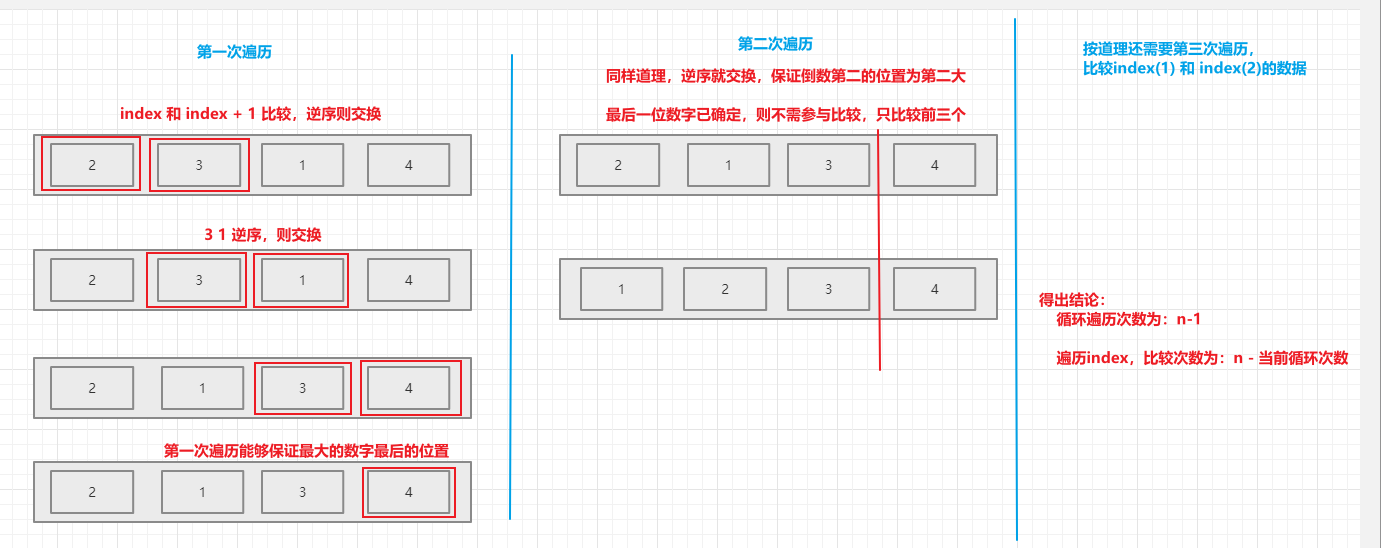 第一次遍历
index 和 index + 1 比较，逆序则交换
2 3 1 4
3 1 逆序，则交换
2 3 1 4
2 1 3 4
第一次遍历能够保证最大的数字最后的位置
2 1 3 4
第二次遍历
同样道理，逆序就交换，保证倒数第二的位置为第二大
最后一位数字已确定，则不需参与比较，只比较前三个
2 1 3 4
1 2 3 4
按道理还需要第三次遍历，
比较index(1) 和 index(2)的数据
得出结论：
循环遍历次数为：n-1
遍历index，比较次数为：n - 当前循环次数